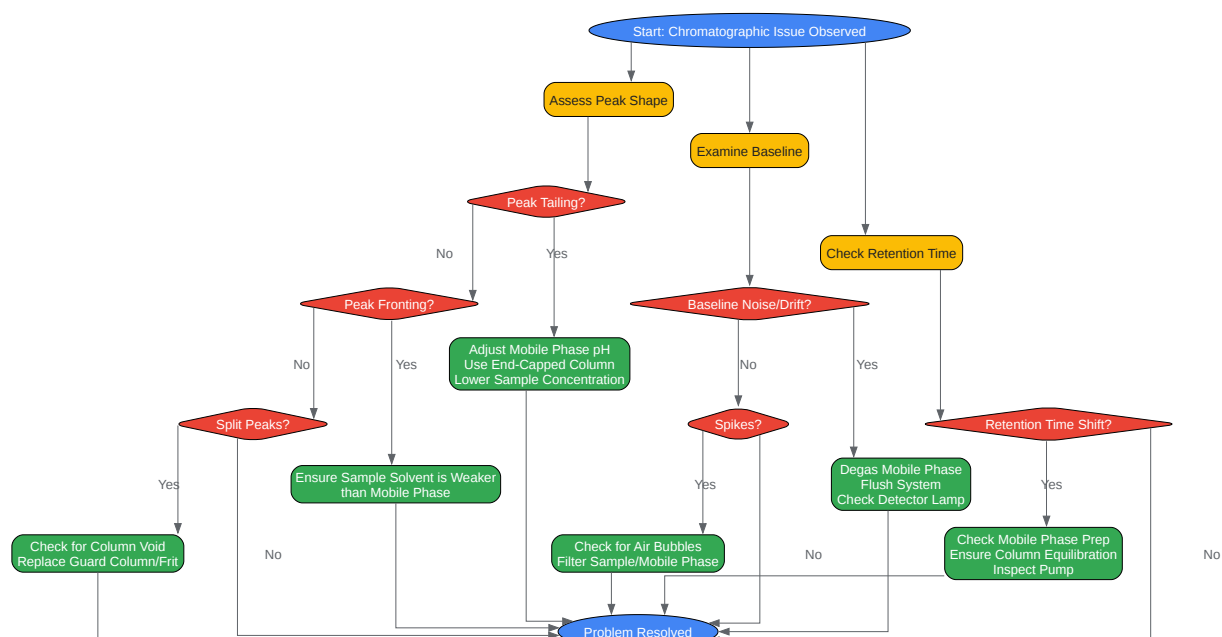 Start: Chromatographic Issue Observed
Assess Peak Shape
Examine Baseline
Peak Tailing?
No
Yes
Check Retention Time
Peak Fronting?
Baseline Noise/Drift?
Adjust Mobile Phase pH
Use End-Capped Column
Lower Sample Concentration
No
Yes
No
Yes
Split Peaks?
Spikes?
Retention Time Shift?
Ensure Sample Solvent is Weaker
than Mobile Phase
Degas Mobile Phase
Flush System
Check Detector Lamp
Yes
Yes
Yes
Check for Column Void
Replace Guard Column/Frit
No
Check for Air Bubbles
Filter Sample/Mobile Phase
No
Check Mobile Phase Prep
Ensure Column Equilibration
Inspect Pump
No
Problem Resolved